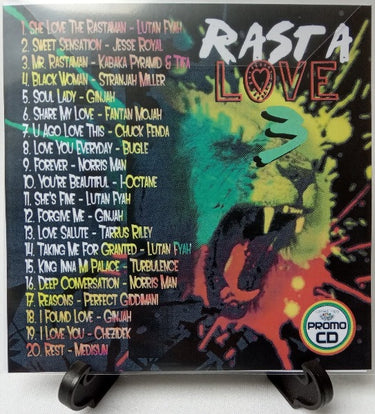 RASTA
LOVE
3
1. She Love The Rastaman - Lutan Fyah
2. Sweet Sensation - Jesse Royal
3. Mr. Rastaman - Kabaka Pyramid & Tika
4. Black Woman - Stranjah Miller
5. Soul Lady - Ginjah
6. Share My Love - Fantan Mojah
7. U Ago Love This - Chuck Fenda
8. Love You Everyday - Bugle
9. Forever - Norris Man
10. You're Beautiful - I-Octane
11. She's Fine - Lutan Fyah
12. Forgive Me - Ginjah
13. Love Salute - Tarrus Riley
14. Taking Me For Granted - Lutan Fyah
15. King Inna Mi Palace - Turbulence
16. Deep Conversation - Norris Man
17. Reasons - Perfect Giddimani
18. I Found Love - Ginjah
19. I Love You - Chezidek
20. Rest - Medisun
PROMO
CD